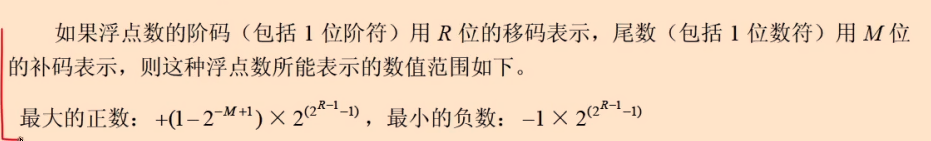 如果浮点数的阶码（包括 1 位阶符）用 R 位的移码表示，尾数（包括 1 位数符）用 M 位
的补码表示，则这种浮点数所能表示的数值范围如下。
最大的正数： +(1−2^{−M+1}) × 2^{(2^{R−1}−1)} ，最小的负数： −1 × 2^{(2^{R−1}−1)}